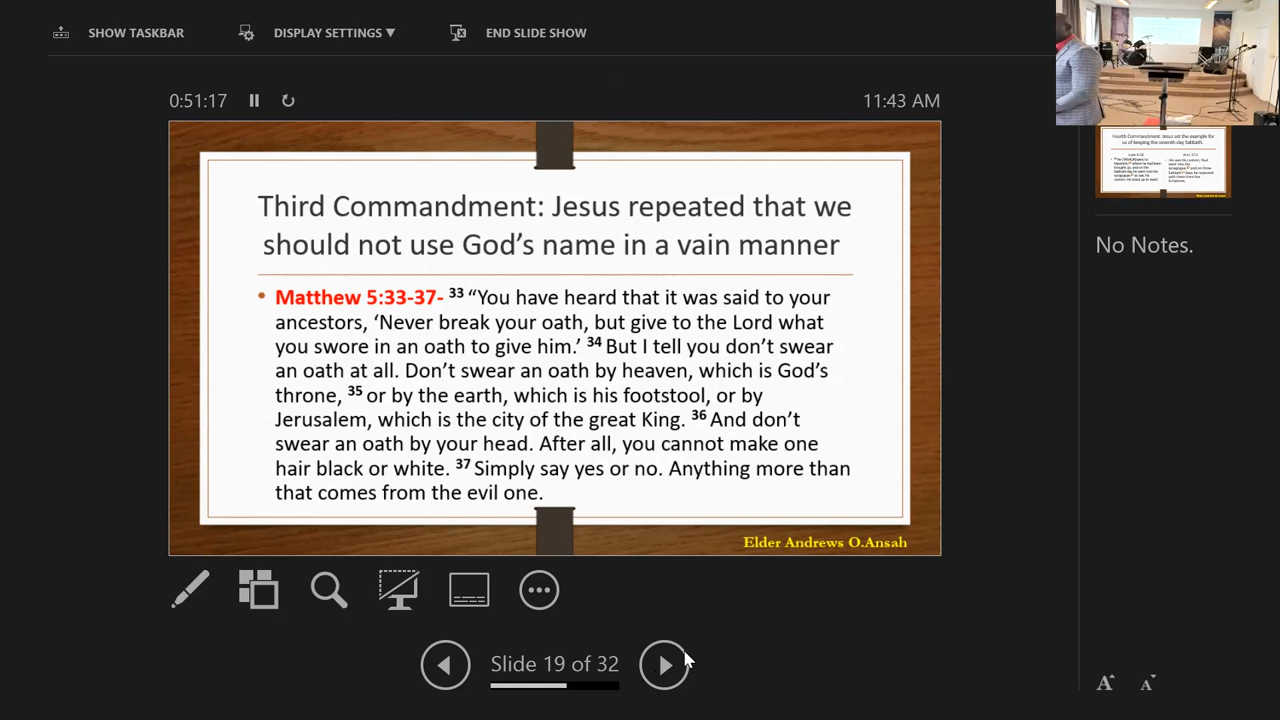 SHOW TASKBAR
DISPLAY SETTINGS ▼
END SLIDE SHOW
0:51:17
11:43 AM
Third Commandment: Jesus repeated that we
should not use God's name in a vain manner
• Matthew 5:33-37- 33 “You have heard that it was said to your
ancestors, ‘Never break your oath, but give to the Lord what
you swore in an oath to give him.’ 34 But I tell you don’t swear
an oath at all. Don’t swear an oath by heaven, which is God’s
throne, 35 or by the earth, which is his footstool, or by
Jerusalem, which is the city of the great King. 36 And don’t
swear an oath by your head. After all, you cannot make one
hair black or white. 37 Simply say yes or no. Anything more than
that comes from the evil one.
Elder Andrews O.Ansah
Slide 19 of 32
Fourth Commandment: Jesus set the example for
us of keeping the seventh-day Sabbath.
No Notes.
A
A